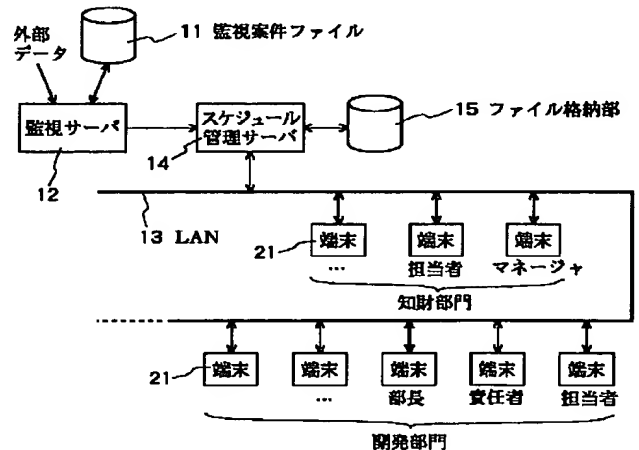 外部
データ
11 監視案件ファイル
監視サーバ
12
スケジュール
管理サーバ
14
15 ファイル格納部
13 LAN
21
端末
端末
端末
…
担当者
マネージャ
知財部門
21
端末
端末
端末
端末
端末
…
部長
責任者
担当者
開発部門